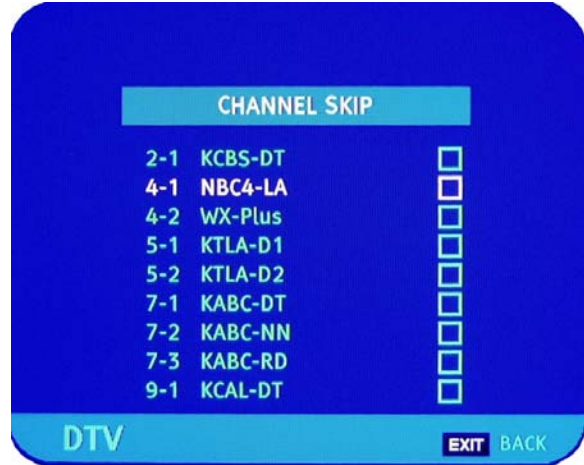 CHANNEL SKIP
2-1 KCBS-DT
4-1 NBC4-LA
4-2 WX-Plus
5-1 KTLA-D1
5-2 KTLA-D2
7-1 KABC-DT
7-2 KABC-NN
7-3 KABC-RD
9-1 KCAL-DT
DTV EXIT BACK